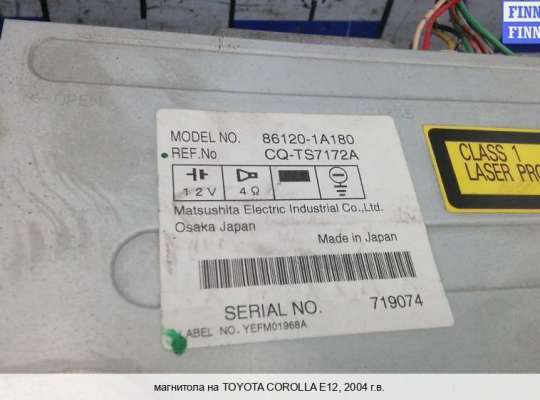 FINN
FINN
OPEN
MODEL NO. 86120-1A180
REF.No CQ-TS7172A
12V 4Ω
Matsushita Electric Industrial Co.,Ltd.
Osaka Japan
Made in Japan
SERIAL NO. 719074
LABEL NO. YEFM01968A
CLASS 1
LASER PRO
магнитола на TOYOTA COROLLA E12, 2004 г.в.